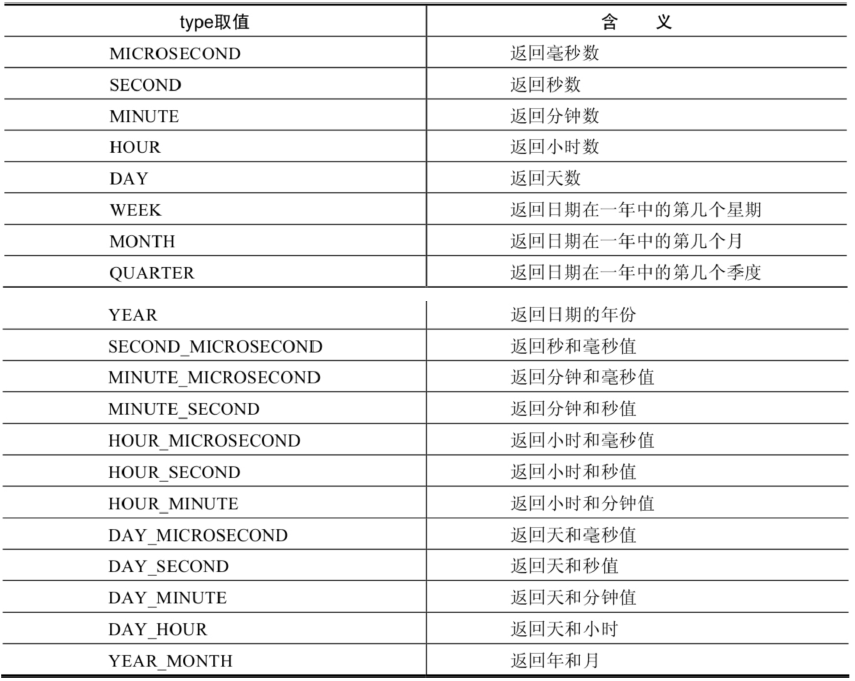 type取值 含 义
MICROSECOND 返回毫秒数
SECOND 返回秒数
MINUTE 返回分钟数
HOUR 返回小时数
DAY 返回天数
WEEK 返回日期在一年中的第几个星期
MONTH 返回日期在一年中的第几个月
QUARTER 返回日期在一年中的第几个季度
YEAR 返回日期的年份
SECOND_MICROSECOND 返回秒和毫秒值
MINUTE_MICROSECOND 返回分钟和毫秒值
MINUTE_SECOND 返回分钟和秒值
HOUR_MICROSECOND 返回小时和毫秒值
HOUR_SECOND 返回小时和秒值
HOUR_MINUTE 返回小时和分钟值
DAY_MICROSECOND 返回天和毫秒值
DAY_SECOND 返回天和秒值
DAY_MINUTE 返回天和分钟值
DAY_HOUR 返回天和小时
YEAR_MONTH 返回年和月